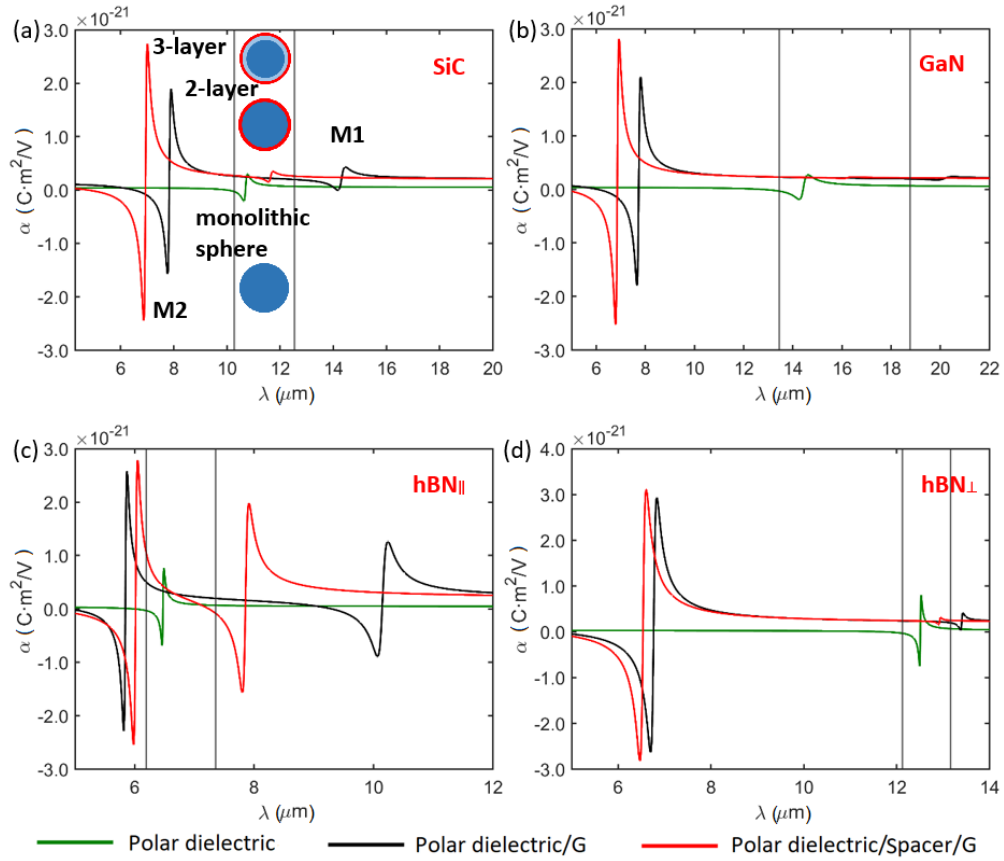 (a)
×10⁻²¹
3-layer
2-layer
SiC
M1
monolithic
sphere
M2
α (C·m²/V)
3.0
2.0
1.0
0.0
-1.0
-2.0
-3.0
6 8 10 12 14 16 18 20
λ (μm)
(b)
×10⁻²¹
GaN
α (C·m²/V)
3.0
2.0
1.0
0.0
-1.0
-2.0
-3.0
6 8 10 12 14 16 18 20 22
λ (μm)
(c)
×10⁻²¹
hBN∥
α (C·m²/V)
3.0
2.0
1.0
0.0
-1.0
-2.0
-3.0
6 8 10 12
λ (μm)
(d)
×10⁻²¹
hBN⊥
α (C·m²/V)
4.0
3.0
2.0
1.0
0.0
-1.0
-2.0
-3.0
6 8 10 12 14
λ (μm)
Polar dielectric Polar dielectric/G Polar dielectric/Spacer/G